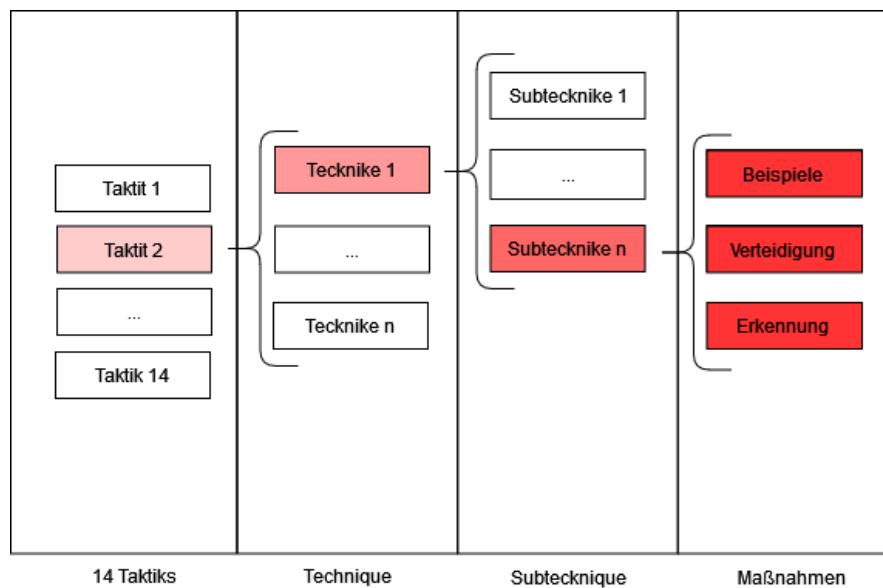 Taktit 1
Taktit 2
...
Taktik 14
Tecknike 1
...
Tecknike n
Subtecknike 1
...
Subtecknike n
Beispiele
Verteidigung
Erkennung
14 Taktiks
Technique
Subtecknique
Maßnahmen